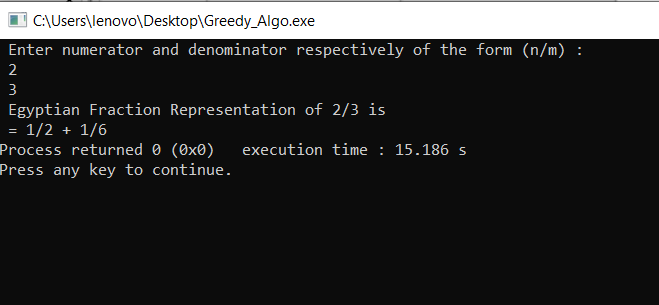 C:\Users\lenovo\Desktop\Greedy_Algo.exe
Enter numerator and denominator respectively of the form (n/m) :
2
3
Egyptian Fraction Representation of 2/3 is
= 1/2 + 1/6
Process returned 0 (0x0)   execution time : 15.186 s
Press any key to continue.